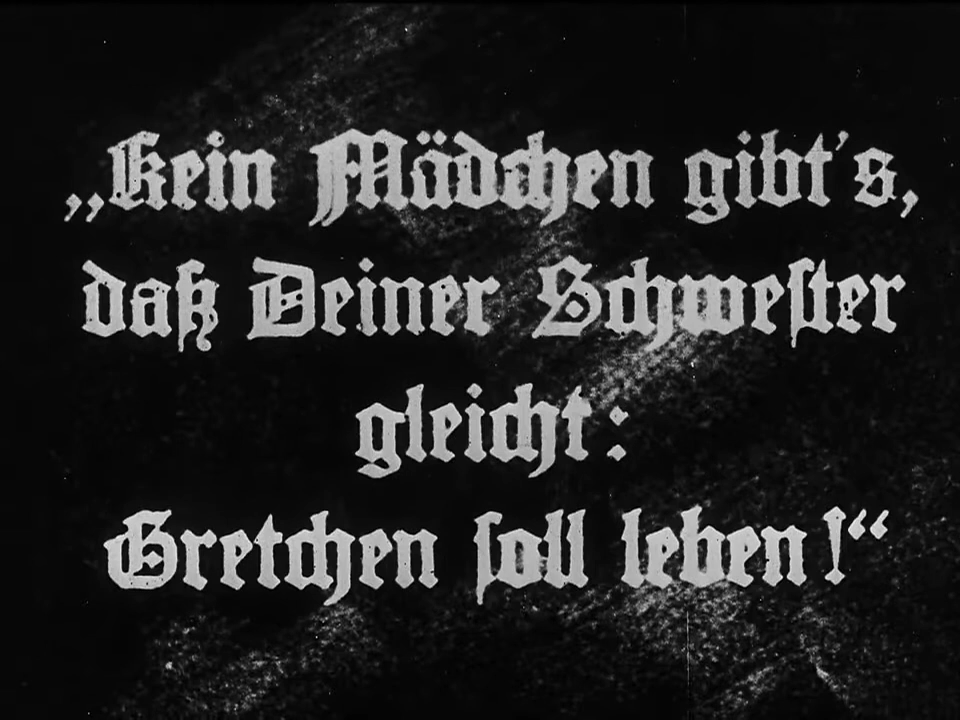 „Kein Mädchen gibt's,
daß Deiner Schwester
gleicht:
Gretchen soll leben!“